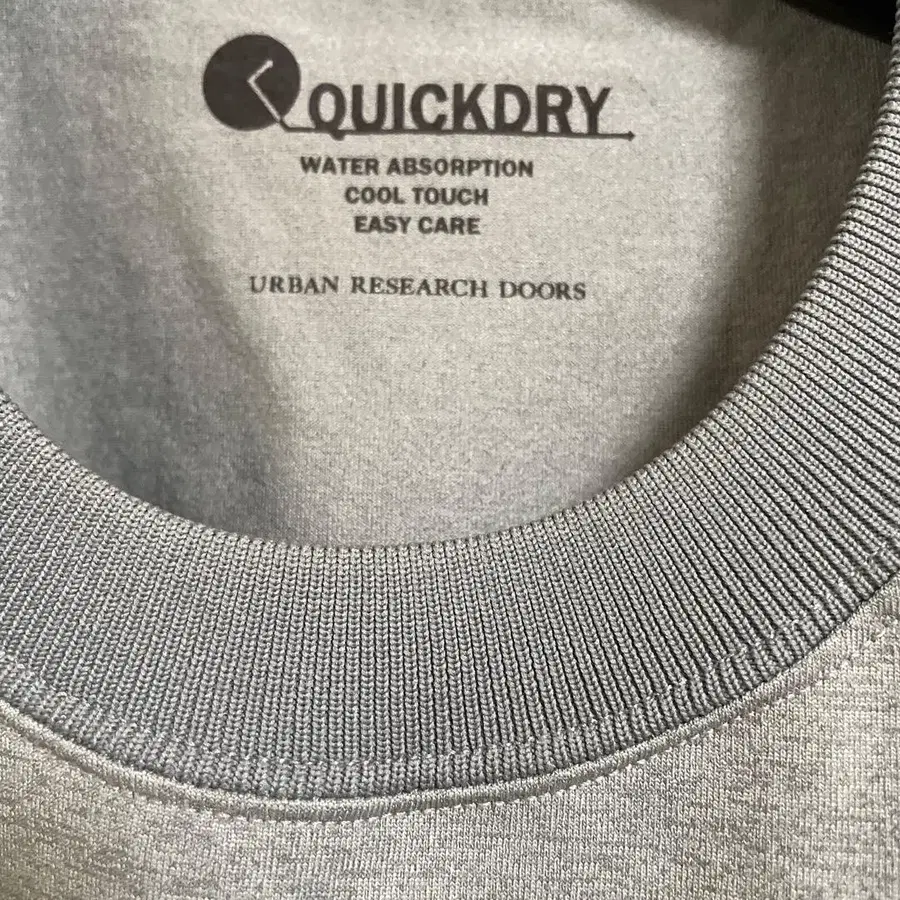 QUICKDRY
WATER ABSORPTION
COOL TOUCH
EASY CARE
URBAN RESEARCH DOORS